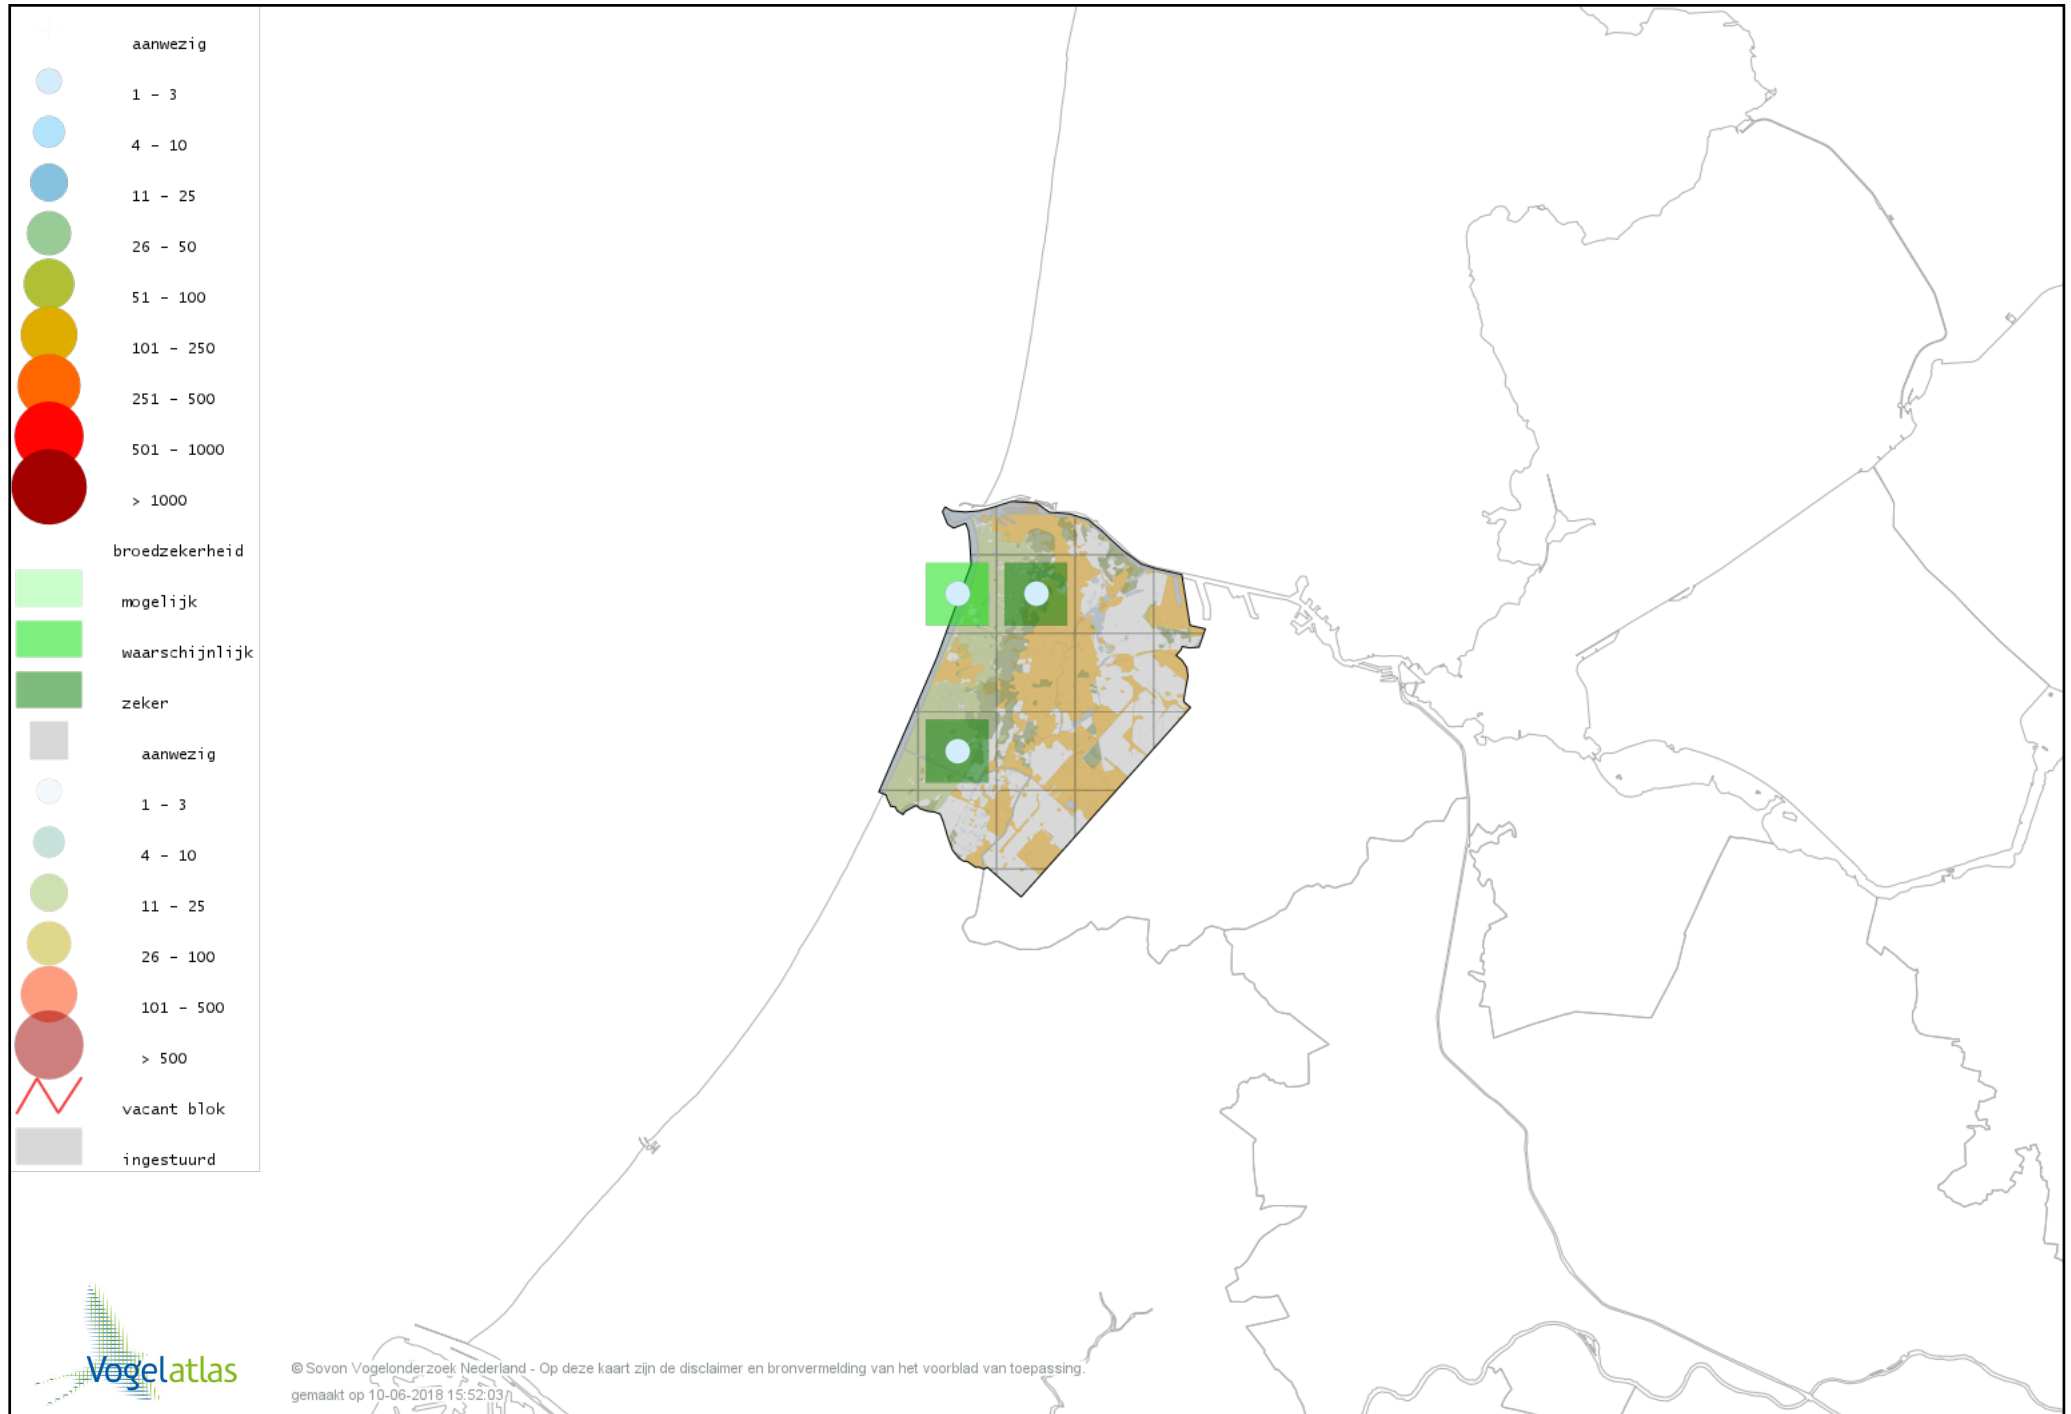 aanwezig
1 - 3
4 - 10
11 - 25
26 - 50
51 - 100
101 - 250
251 - 500
501 - 1000
> 1000
broedzekerheid
mogelijk
waarschijnlijk
zeker
aanwezig
1 - 3
4 - 10
11 - 25
26 - 100
101 - 500
> 500
vacant blok
ingestuurd
Vogelatlas
© Sovon Vogelonderzoek Nederland - Op deze kaart zijn de disclaimer en bronvermelding van het voorblad van toepassing.
gemaakt op 10-06-2018 15:52:03